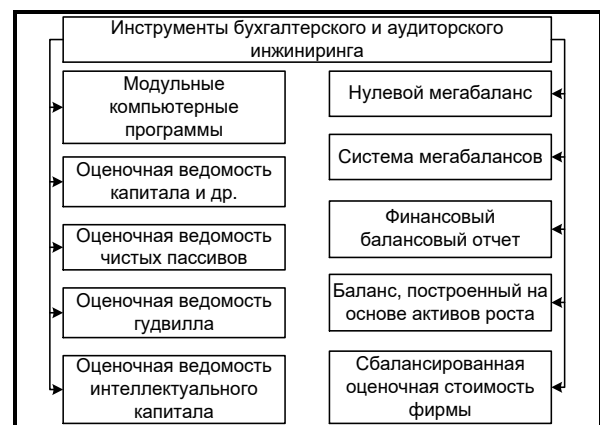 Инструменты бухгалтерского и аудиторского
инжиниринга
Модульные
компьютерные
программы
Оценочная ведомость
капитала и др.
Оценочная ведомость
чистых пассивов
Оценочная ведомость
гудвилла
Оценочная ведомость
интеллектуального
капитала
Нулевой мегабаланс
Система мегабалансов
Финансовый
балансовый отчет
Баланс, построенный на
основе активов роста
Сбалансированная
оценочная стоимость
фирмы